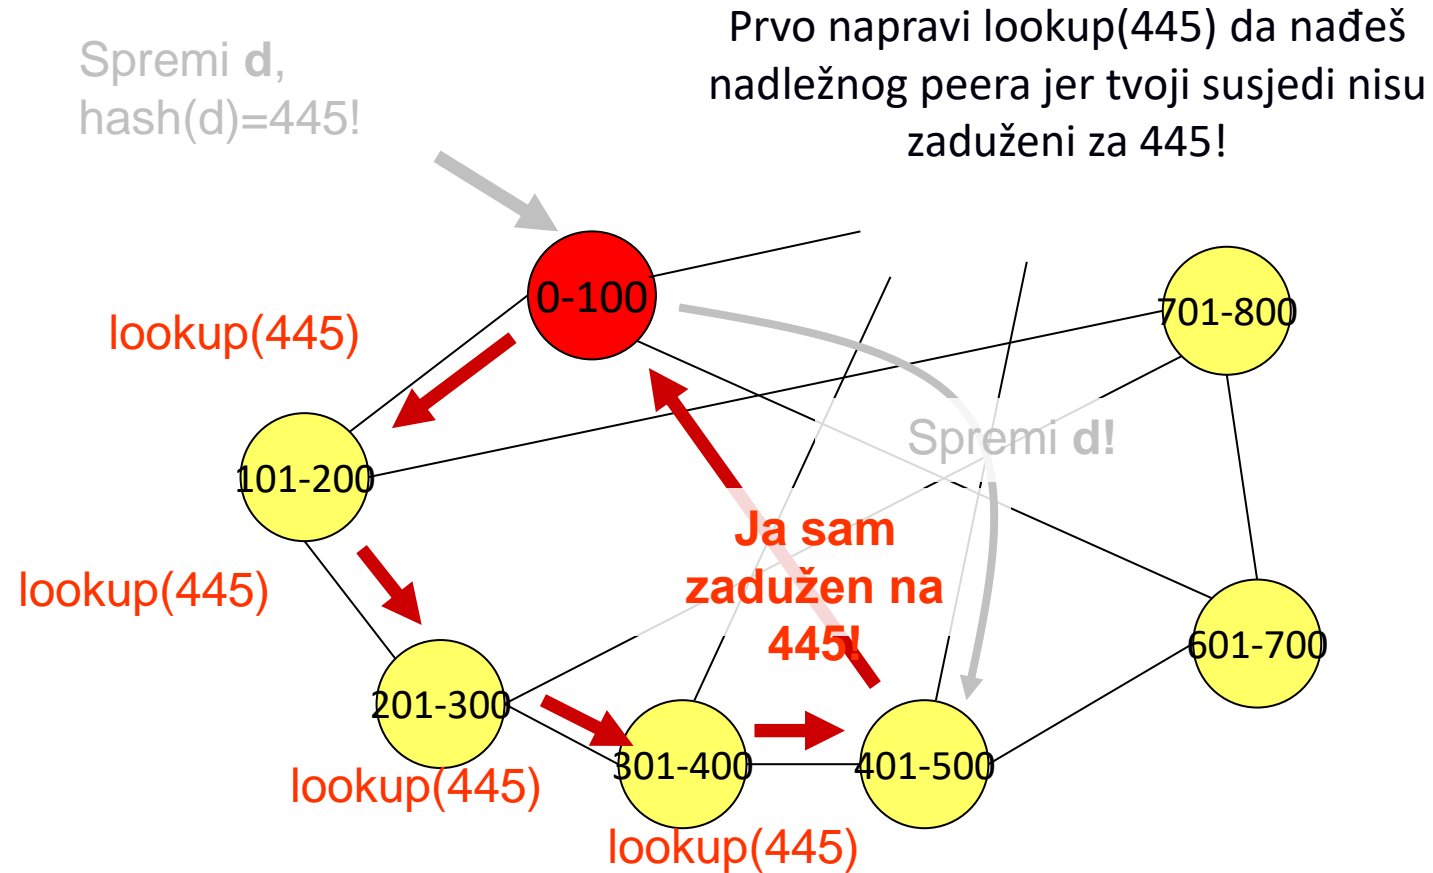 Prvo napravi lookup(445) da nađeš
nadležnog peera jer tvoji susjedi nisu
zaduženi za 445!
Spremi d,
hash(d)=445!
0-100
701-800
lookup(445)
Spremi d!
101-200
Ja sam
zadužen na
445!
lookup(445)
601-700
201-300
301-400
401-500
lookup(445)
lookup(445)